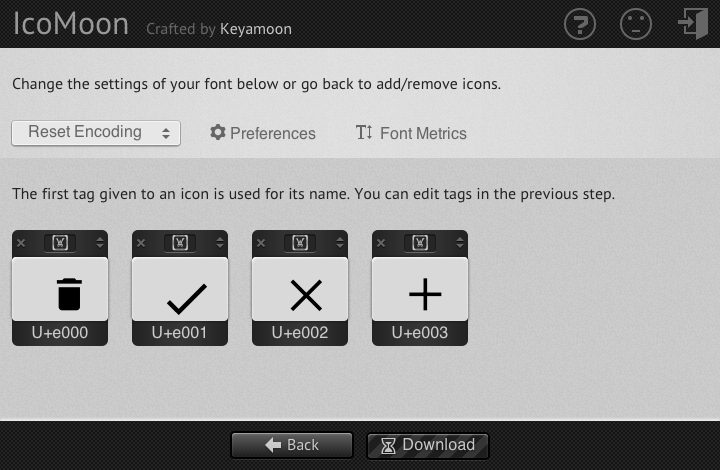 IcoMoon Crafted by Keyamoon
Change the settings of your font below or go back to add/remove icons.
Reset Encoding Preferences Font Metrics
The first tag given to an icon is used for its name. You can edit tags in the previous step.
U+e000 U+e001 U+e002 U+e003
Back Download